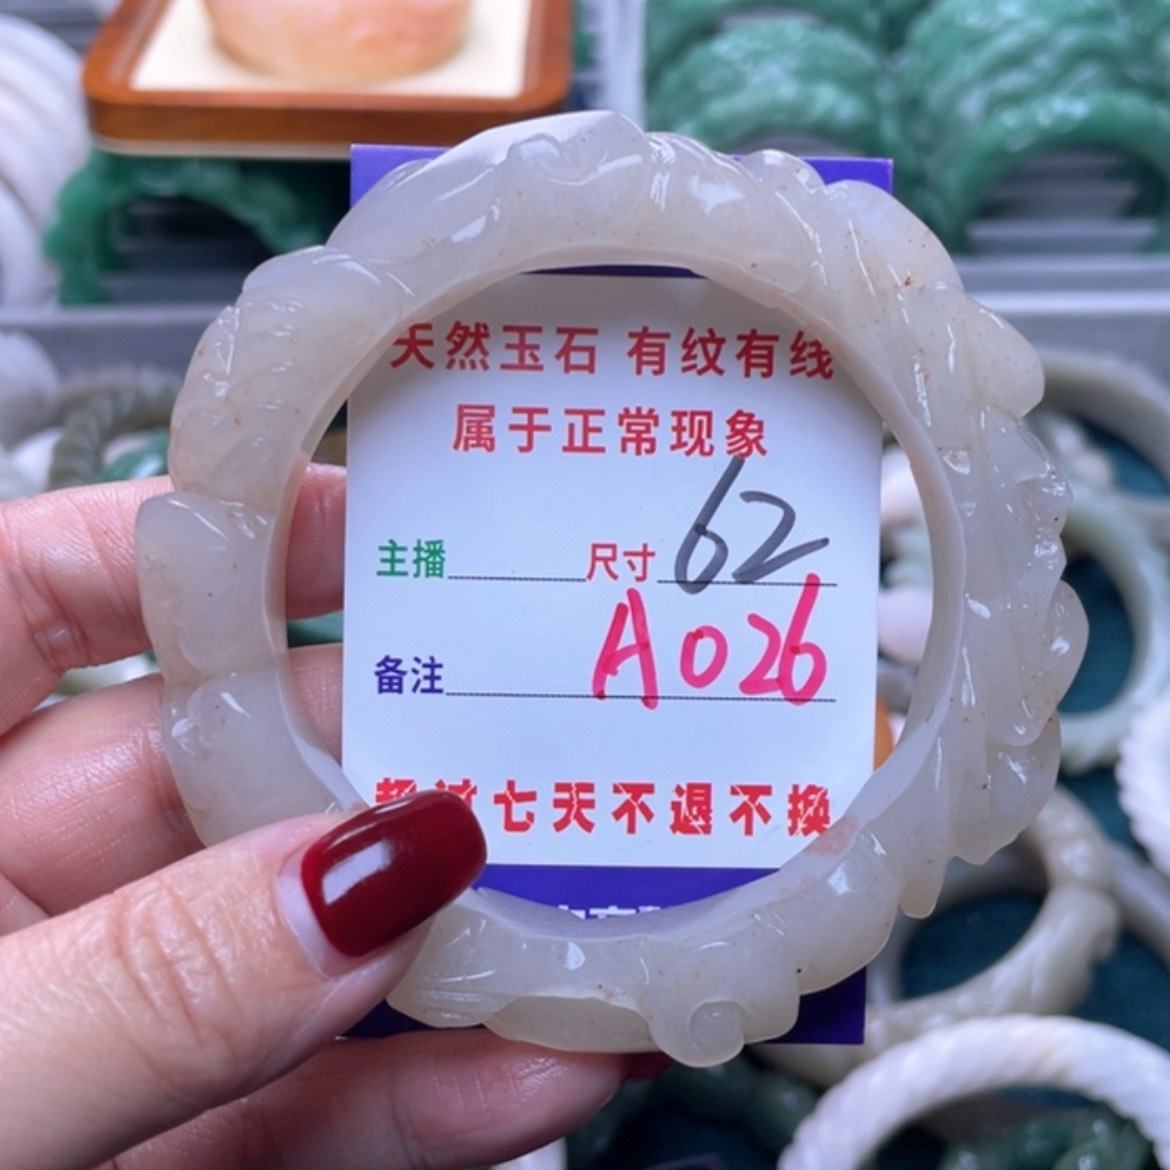 天然玉石 有纹有线
属于正常现象
主播 尺寸 62
备注 A026
超过七天不退不换